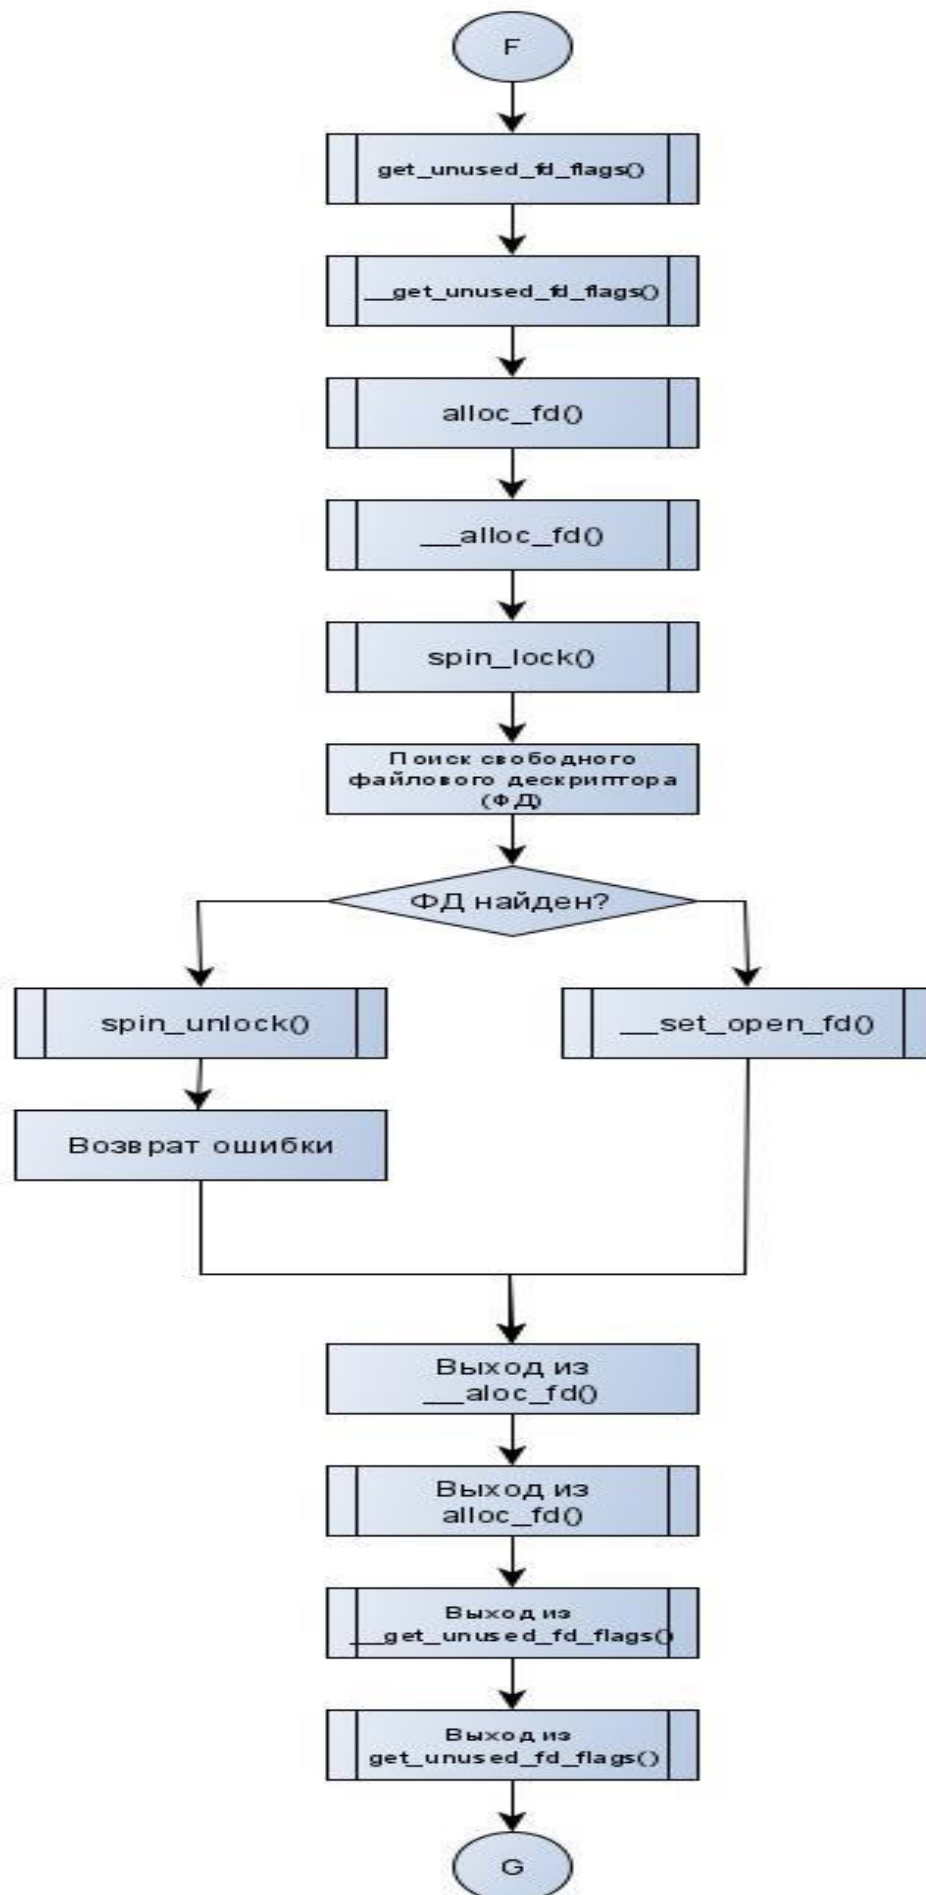 F
get_unused_fd_flags()
__get_unused_fd_flags()
alloc_fd()
__alloc_fd()
spin_lock()
Поиск свободного
файлового дескриптора
(ФД)
ФД найден?
spin_unlock()
__set_open_fd()
Возврат ошибки
Выход из
__aloc_fd()
Выход из
alloc_fd()
Выход из
__get_unused_fd_flags()
Выход из
get_unused_fd_flags()
G